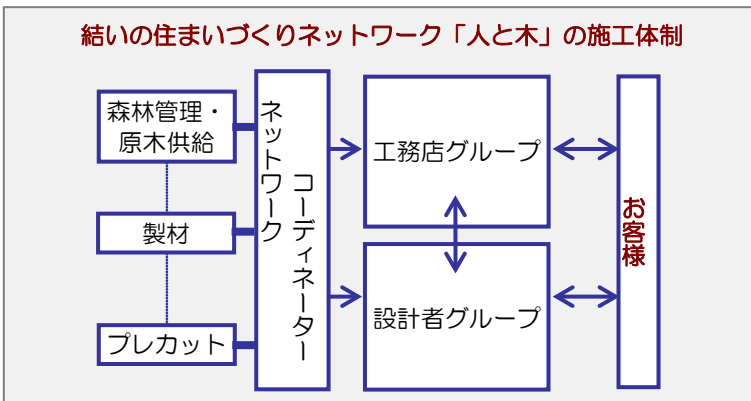 結いの住まいづくりネットワーク「人と木」の施工体制
森林管理・
原木供給
製材
プレカット
ネットワーク
コーディネーター
工務店グループ
設計者グループ
お客様